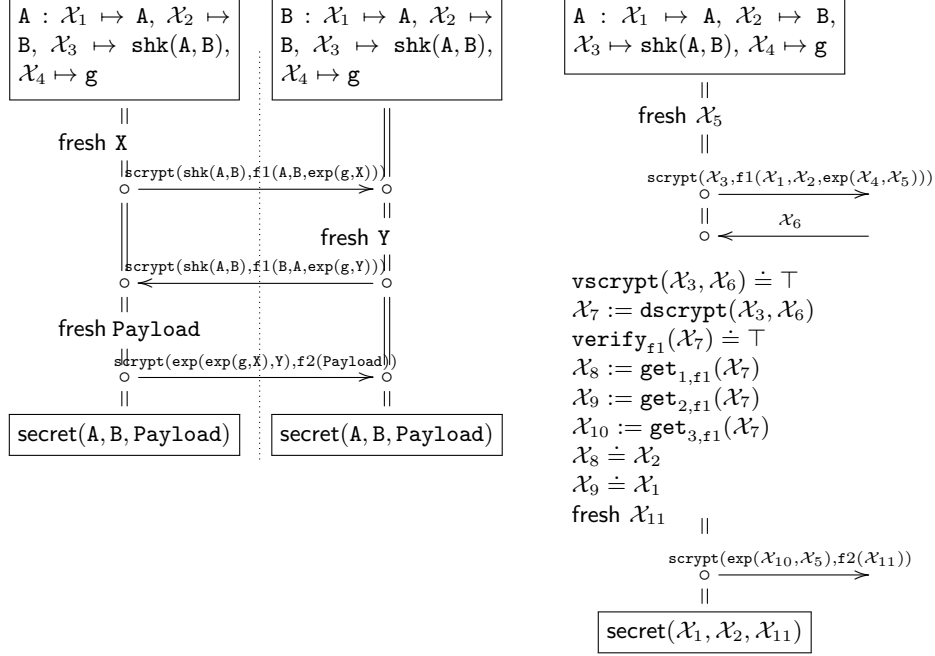 A : 𝒳₁ ↦ A, 𝒳₂ ↦
B, 𝒳₃ ↦ shk(A, B),
𝒳₄ ↦ g
fresh X
scrypt(shk(A,B),f1(A,B,exp(g,X)))
scrypt(shk(A,B),f1(B,A,exp(g,Y)))
fresh Payload
scrypt(exp(exp(g,X),Y),f2(Payload))
secret(A, B, Payload)
B : 𝒳₁ ↦ A, 𝒳₂ ↦
B, 𝒳₃ ↦ shk(A, B),
𝒳₄ ↦ g
fresh Y
secret(A, B, Payload)
A : 𝒳₁ ↦ A, 𝒳₂ ↦ B,
𝒳₃ ↦ shk(A, B), 𝒳₄ ↦ g
fresh 𝒳₅
scrypt(𝒳₃,f1(𝒳₁,𝒳₂,exp(𝒳₄,𝒳₅)))
𝒳₆
vscrypt(𝒳₃, 𝒳₆) ≐ ⊤
𝒳₇ := dscrypt(𝒳₃, 𝒳₆)
verify_f1(𝒳₇) ≐ ⊤
𝒳₈ := get_1,f1(𝒳₇)
𝒳₉ := get_2,f1(𝒳₇)
𝒳₁₀ := get_3,f1(𝒳₇)
𝒳₈ ≐ 𝒳₂
𝒳₉ ≐ 𝒳₁
fresh 𝒳₁₁
scrypt(exp(𝒳₁₀,𝒳₅),f2(𝒳₁₁))
secret(𝒳₁, 𝒳₂, 𝒳₁₁)